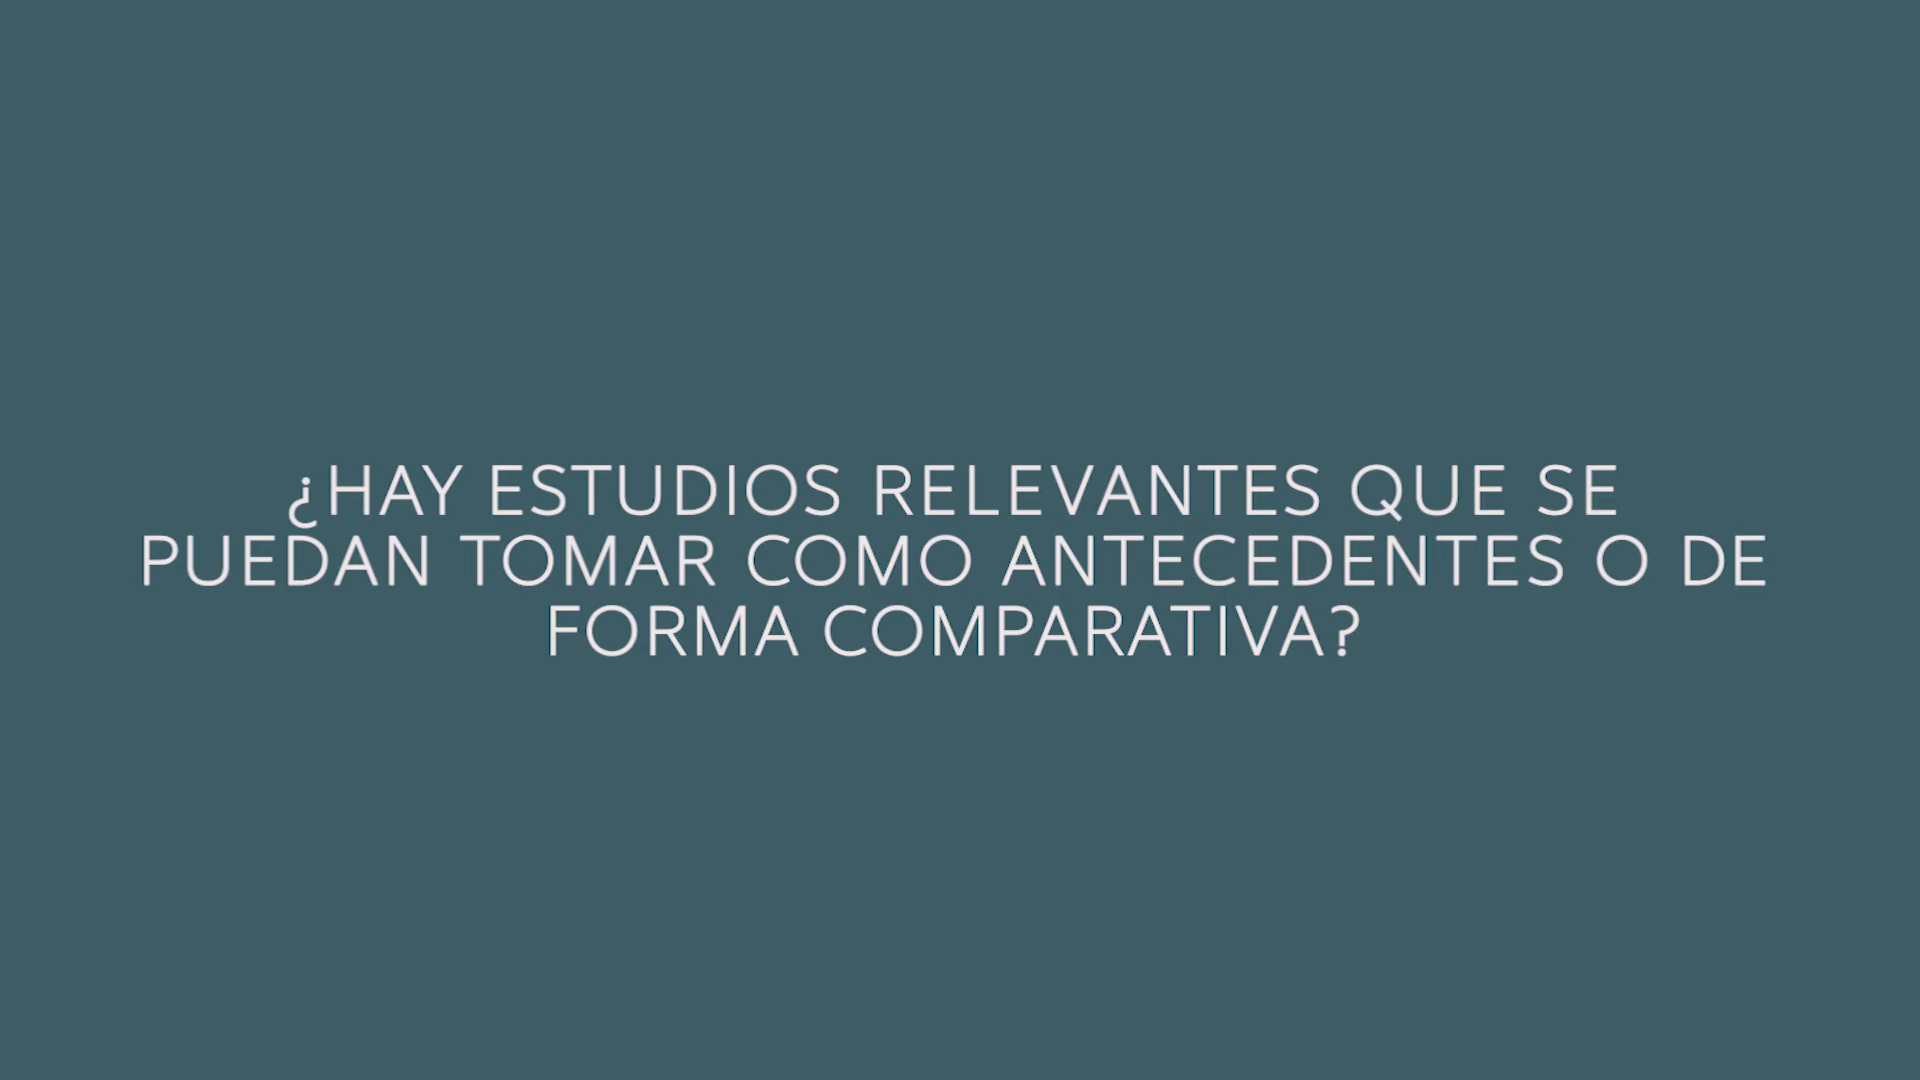 ¿HAY ESTUDIOS RELEVANTES QUE SE
PUEDAN TOMAR COMO ANTECEDENTES O DE
FORMA COMPARATIVA?